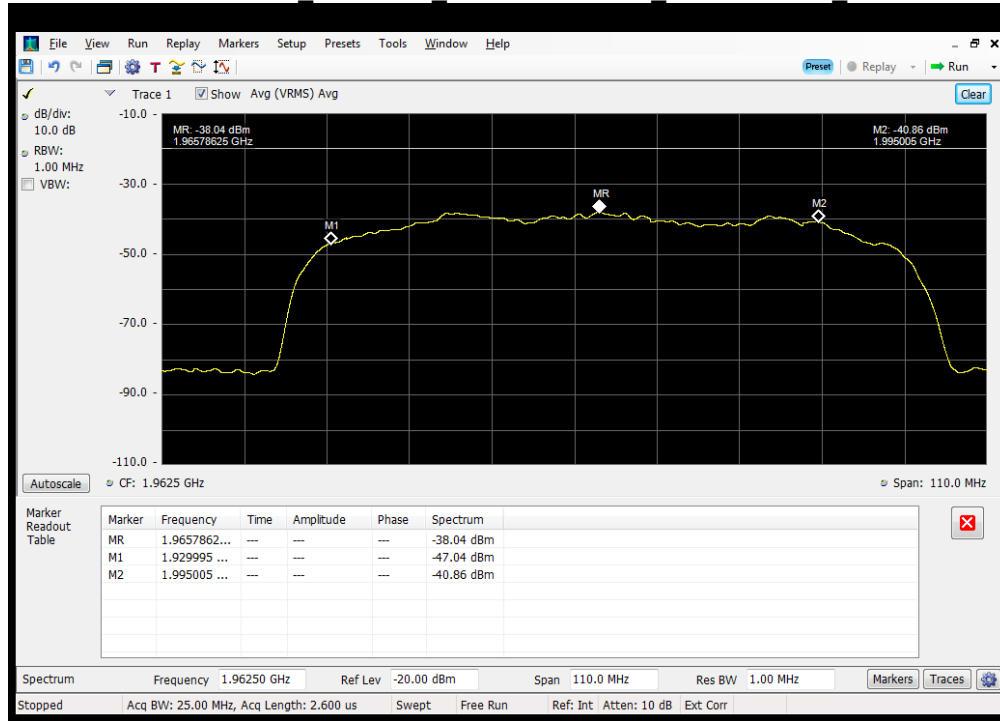 File View Run Replay Markers Setup Presets Tools Window Help
T Preset Replay Run
Trace 1 Show Avg (VRMS) Avg Clear
dB/div:
10.0 dB
RBW:
1.00 MHz
VBW:
-10.0
-30.0
-50.0
-70.0
-90.0
-110.0
MR: -38.04 dBm
1.96578625 GHz
M2: -40.86 dBm
1.995005 GHz
MR
M2
M1
Autoscale CF: 1.9625 GHz Span: 110.0 MHz
Marker
Readout
Table
Marker Frequency Time Amplitude Phase Spectrum
MR 1.9657862... --- --- --- -38.04 dBm
M1 1.929995 ... --- --- --- -47.04 dBm
M2 1.995005 ... --- --- --- -40.86 dBm
Spectrum Frequency 1.96250 GHz Ref Lev -20.00 dBm Span 110.0 MHz Res BW 1.00 MHz Markers Traces
Stopped Acq BW: 25.00 MHz, Acq Length: 2.600 us Swept Free Run Ref: Int Atten: 10 dB Ext Corr